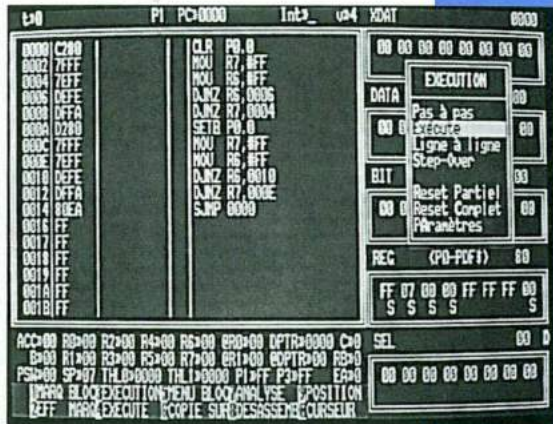 t»0 P1 PC»0000 Int»_ v»4 XDAT 0000
0000 C280 CLR P0.0
0002 7FFF MOV R7,#FF
0004 7EFF MOV R6,#FF
0006 DEFE DJNZ R6,0006
0008 DFFA DJNZ R7,0004
000A D280 SETB P0.0
000C 7FFF MOV R7,#FF
000E 7EFF MOV R6,#FF
0010 DEFE DJNZ R6,0010
0012 DFFA DJNZ R7,000E
0014 80EA SJMP 0000
0016 FF
0017 FF
0018 FF
0019 FF
001A FF
001B FF
00 00 00 00 00 00 00 00
EXECUTION
Pas à pas
Exécute
Ligne à ligne
Step-Over
Reset Partiel
Reset Complet
PAramètres
DATA
BIT
REG (P0-PDF$) 80
FF 07 00 00 FF FF FF 00
S S S S S
SEL 00 D
00 00 00 00 00 00 00 00
ACC»00 R0»00 R2»00 R4»00 R6»00 @R0»00 DPTR»0000 C»0
B»00 R1»00 R3»00 R5»00 R7»00 @R1»00 @DPTR»00 RB»0
PSW»00 SP»07 THL0»0000 THL1»0000 P1»FF P3»FF EA»0
MARQ BLOC EXECUTION MENU BLOC ANALYSE POSITION
EFF MARQ EXECUTE COPIE SUR DESASSEMB CURSEUR